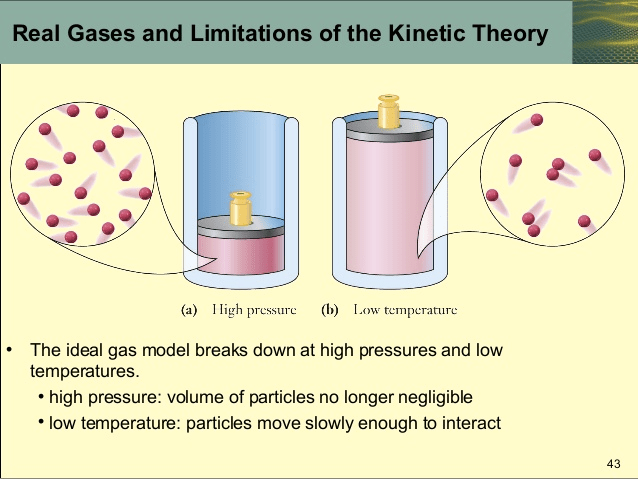 Real Gases and Limitations of the Kinetic Theory
(a) High pressure
(b) Low temperature
• The ideal gas model breaks down at high pressures and low
temperatures.
• high pressure: volume of particles no longer negligible
• low temperature: particles move slowly enough to interact
43